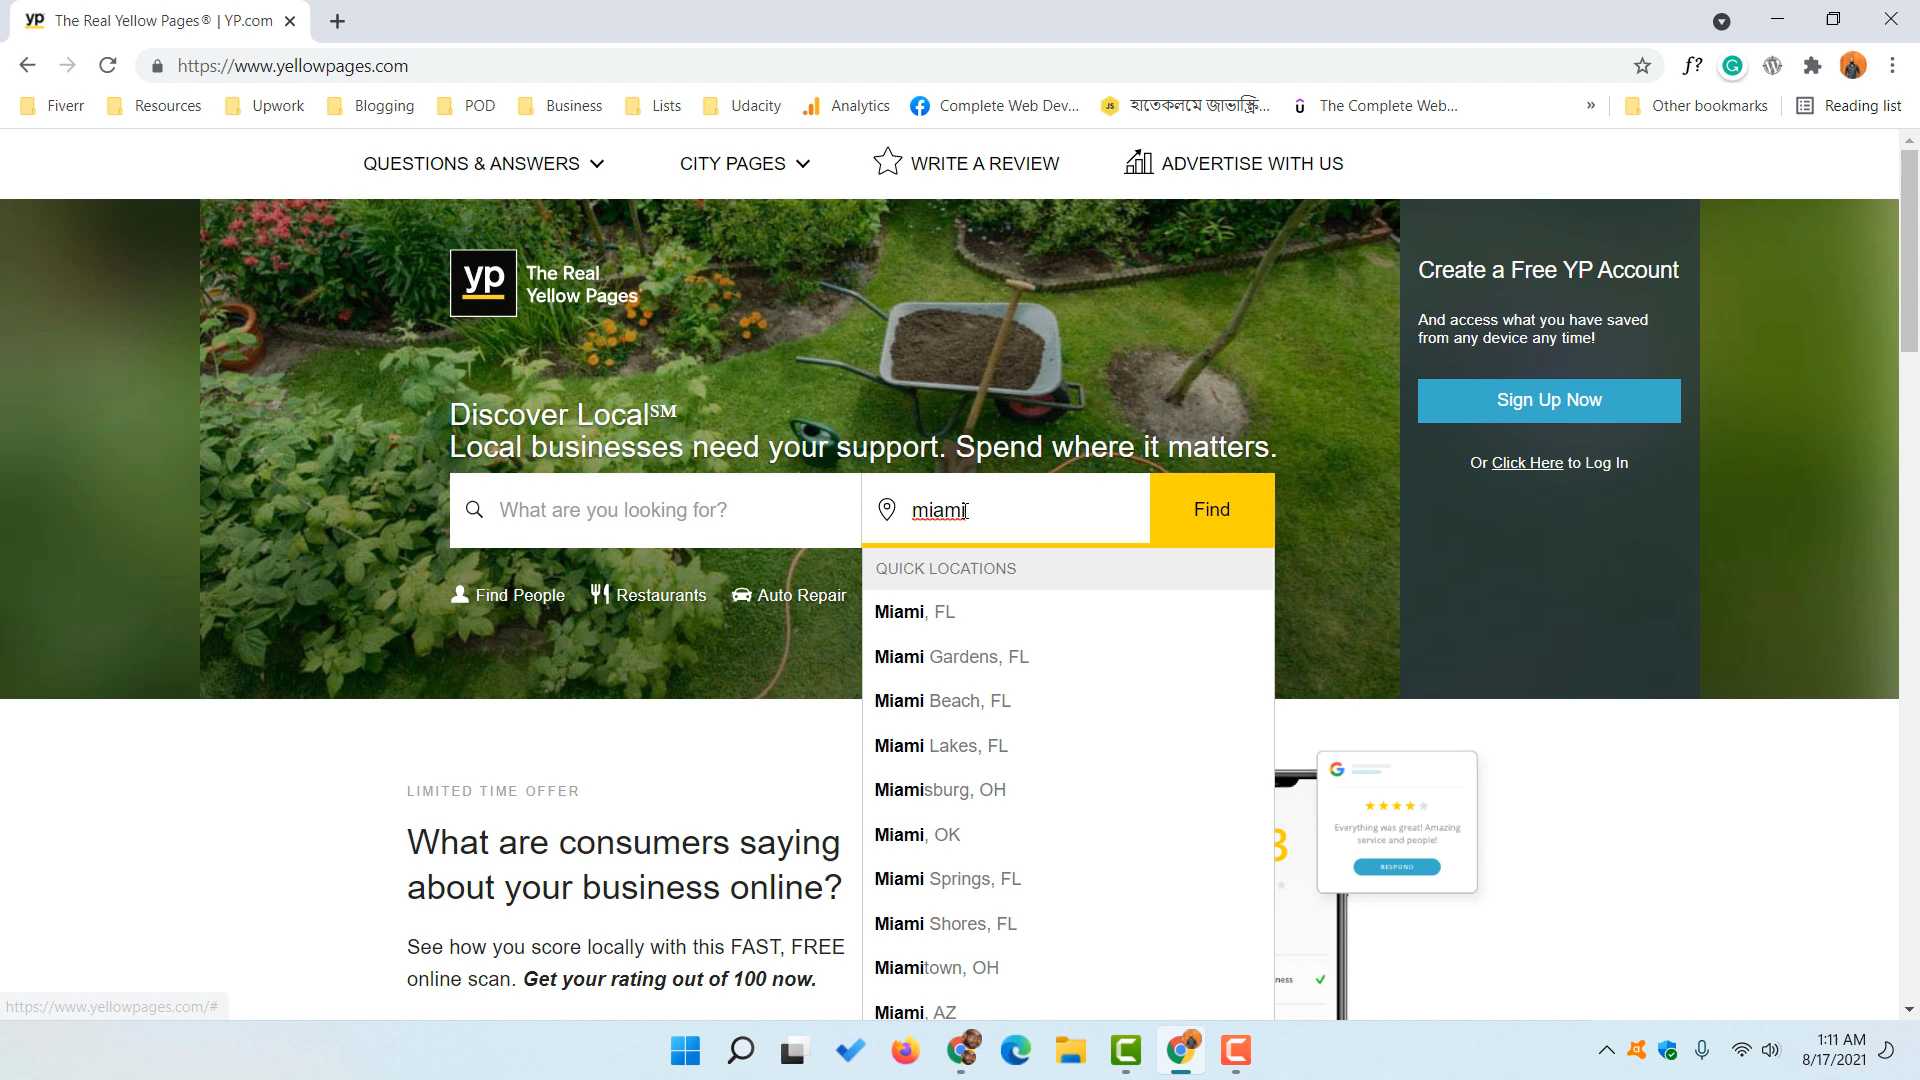 yp The Real Yellow Pages® | YP.com
https://www.yellowpages.com
f?
Fiverr Resources Upwork Blogging POD Business Lists Udacity Analytics Complete Web Dev... JS হাতেকলমে জাভাস্ক্রি... The Complete Web... » Other bookmarks Reading list
QUESTIONS & ANSWERS CITY PAGES WRITE A REVIEW ADVERTISE WITH US
yp The Real
Yellow Pages
Create a Free YP Account
And access what you have saved
from any device any time!
Sign Up Now
Or Click Here to Log In
Discover Local℠
Local businesses need your support. Spend where it matters.
What are you looking for? miami Find
Find People Restaurants Auto Repair
QUICK LOCATIONS
Miami, FL
Miami Gardens, FL
Miami Beach, FL
Miami Lakes, FL
Miamisburg, OH
Miami, OK
Miami Springs, FL
Miami Shores, FL
Miamitown, OH
Miami, AZ
LIMITED TIME OFFER
What are consumers saying
about your business online?
See how you score locally with this FAST, FREE
online scan. Get your rating out of 100 now.
Everything was great! Amazing
service and people!
RESPOND
ness
https://www.yellowpages.com/#
1:11 AM
8/17/2021